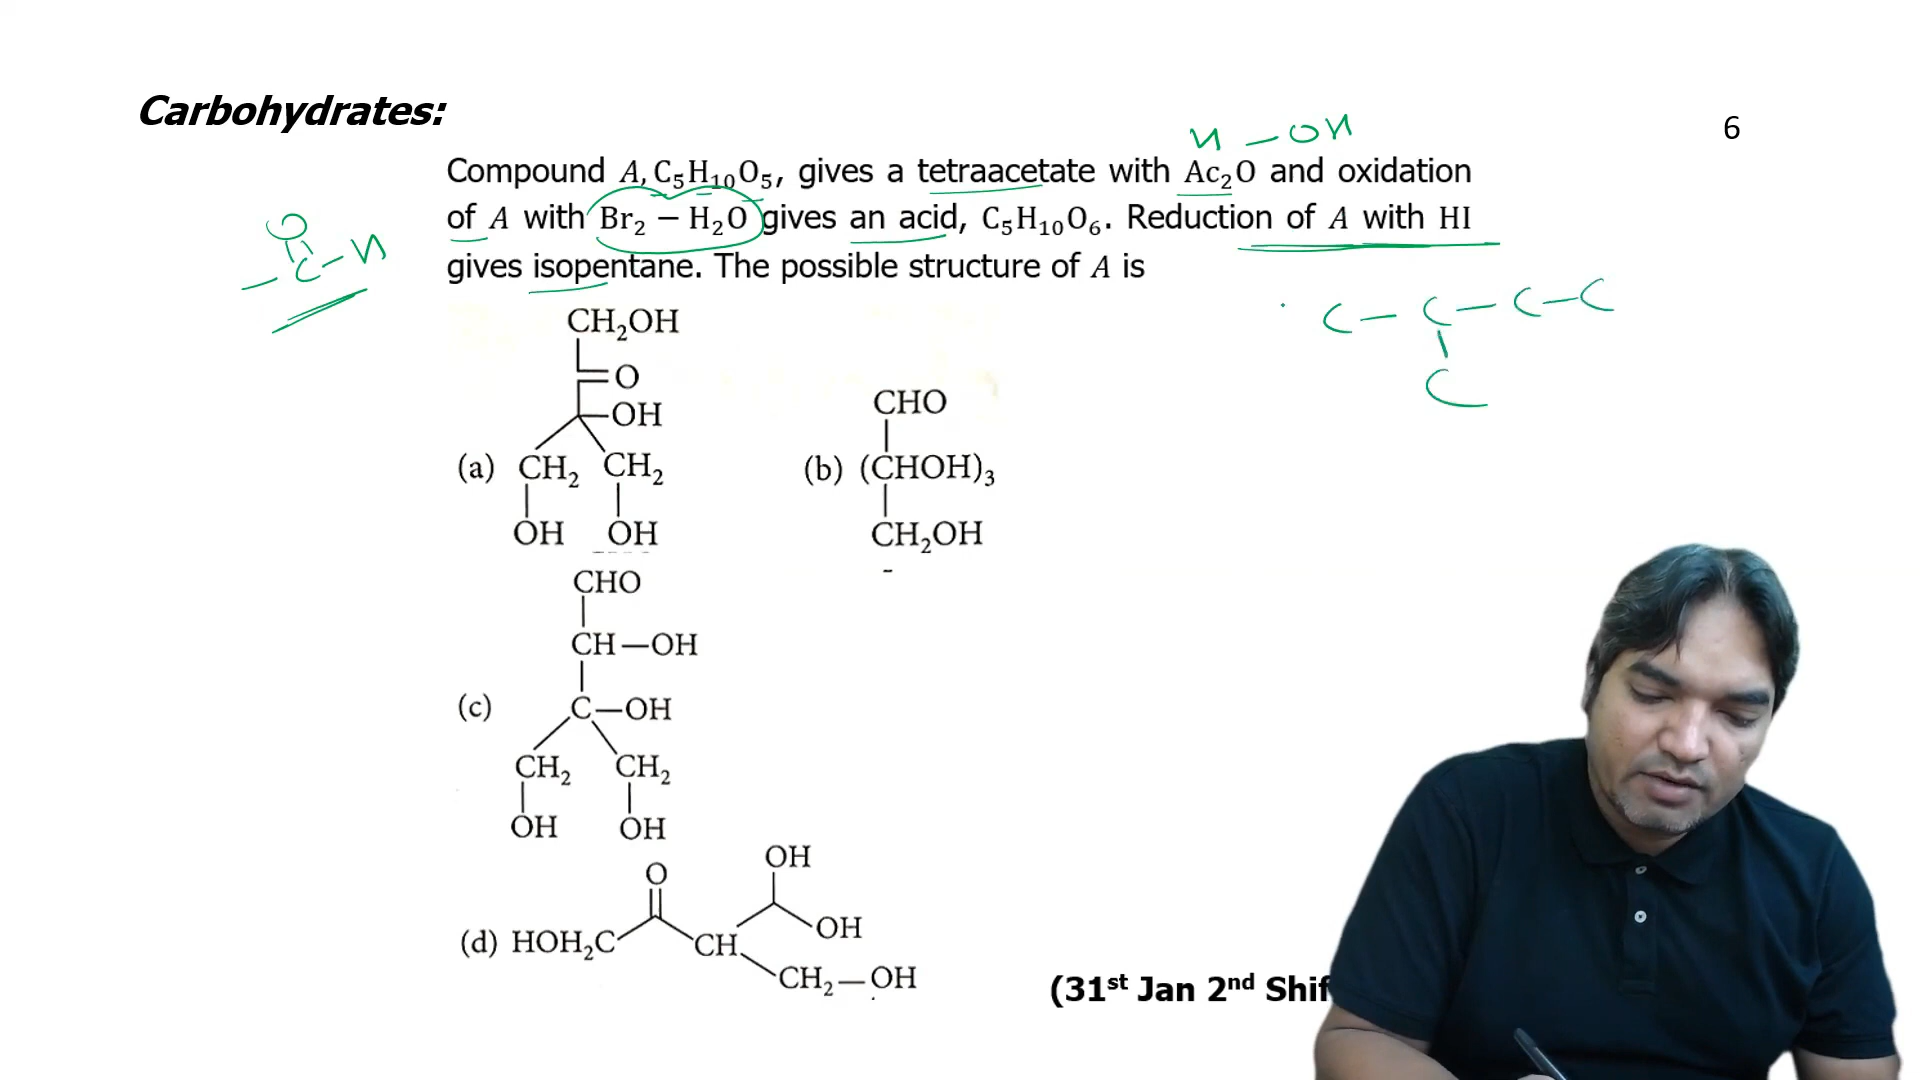 Carbohydrates:
6
H – OH
Compound A, C₅H₁₀O₅, gives a tetraacetate with Ac₂O and oxidation
of A with Br₂ − H₂O gives an acid, C₅H₁₀O₆. Reduction of A with HI
gives isopentane. The possible structure of A is
O
– C – H
C – C – C – C
C
CH₂OH
=O
–OH
(a) CH₂ CH₂
OH OH
CHO
(b) (CHOH)₃
CH₂OH
CHO
CH–OH
(c) C–OH
CH₂ CH₂
OH OH
OH
O
OH
(d) HOH₂C CH
CH₂–OH
(31st Jan 2nd Shif